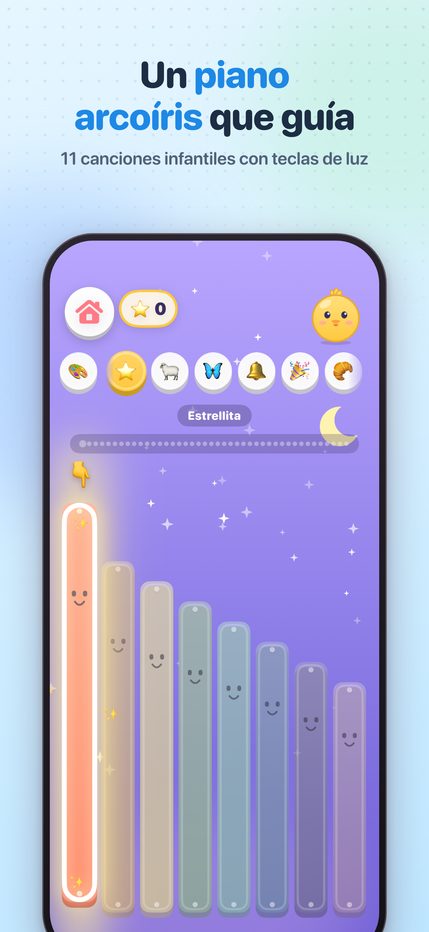 Un piano
arcoíris que guía
11 canciones infantiles con teclas de luz
0
Estrellita